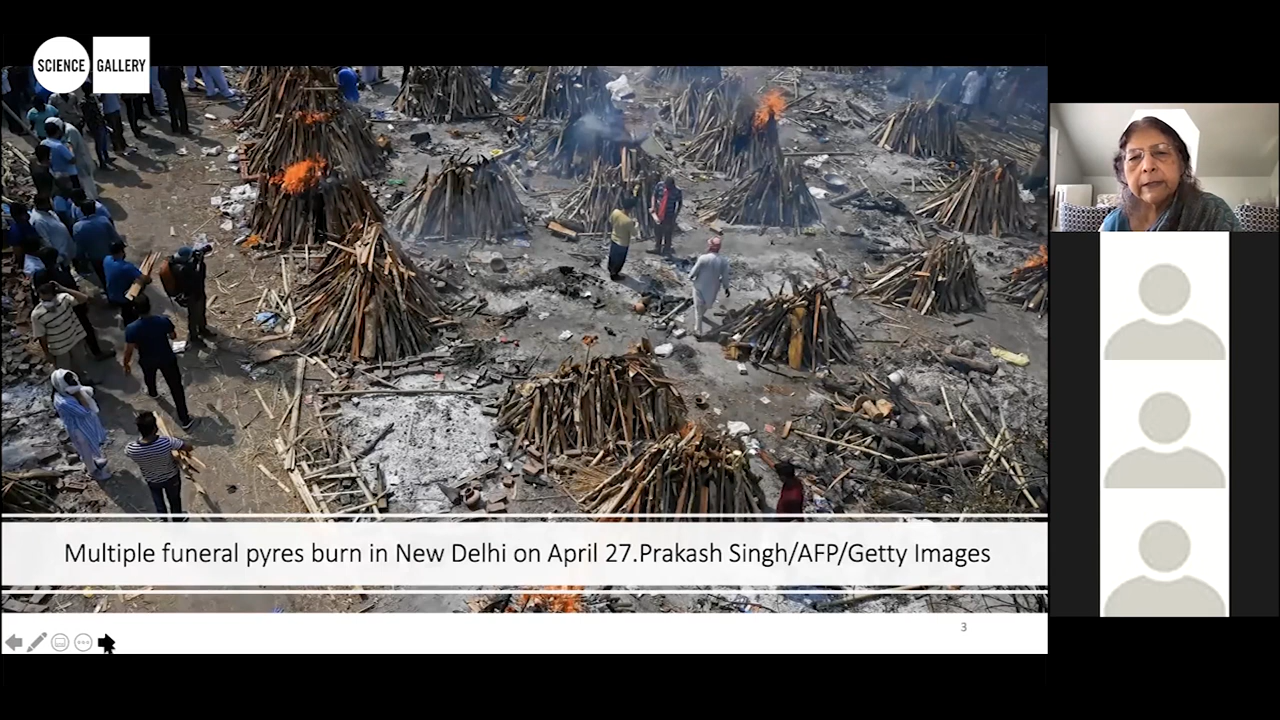 SCIENCE GALLERY
Multiple funeral pyres burn in New Delhi on April 27.Prakash Singh/AFP/Getty Images
3